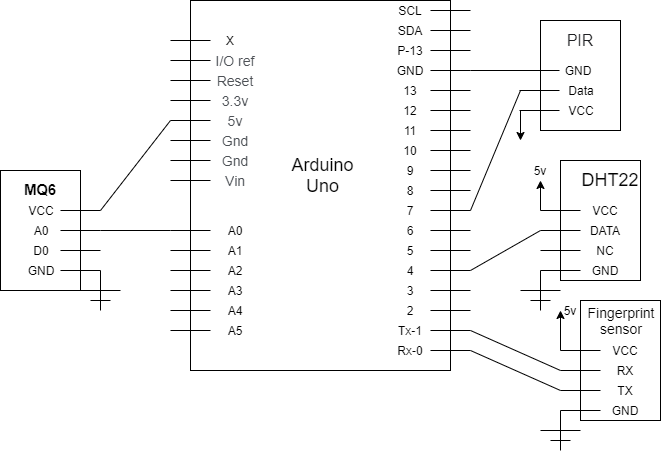 SCL
SDA
P-13
GND
13
12
11
10
9
8
7
6
5
4
3
2
Tx-1
Rx-0
X
I/O ref
Reset
3.3v
5v
Gnd
Gnd
Vin
A0
A1
A2
A3
A4
A5
Arduino
Uno
MQ6
VCC
A0
D0
GND
PIR
GND
Data
VCC
5v
DHT22
VCC
DATA
NC
GND
5v
Fingerprint
sensor
VCC
RX
TX
GND